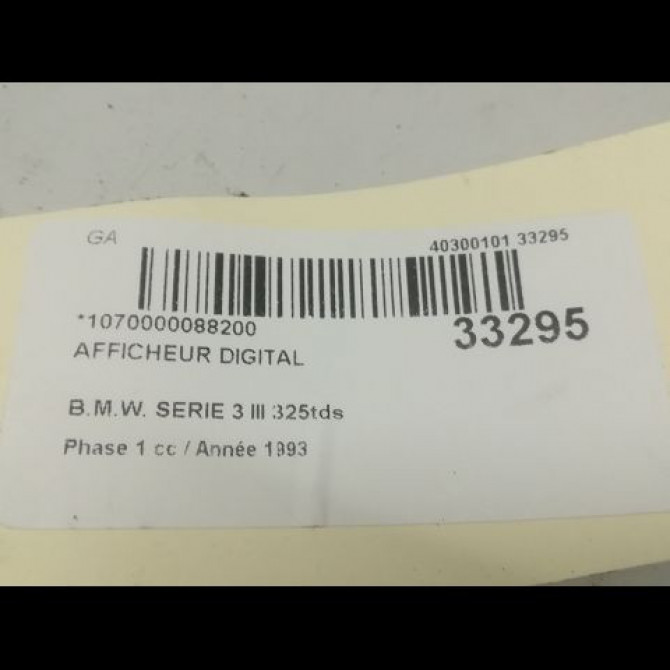 GA
40300101 33295
*1070000088200
33295
AFFICHEUR DIGITAL
B.M.W. SERIE 3 III 325tds
Phase 1 cc / Année 1993